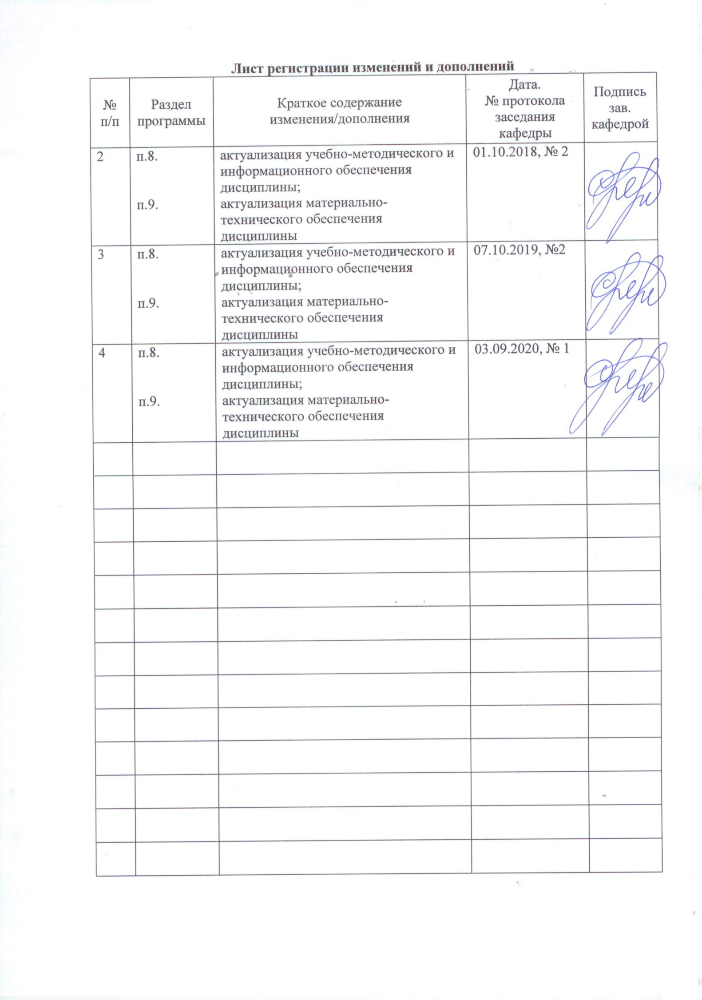 Лист регистрации изменений и дополнений
№
п/п
Раздел
программы
Краткое содержание
изменения/дополнения
Дата.
№ протокола
заседания
кафедры
Подпись
зав.
кафедрой
2
п.8.
актуализация учебно-методического и
информационного обеспечения
дисциплины;
п.9.
актуализация материально-
технического обеспечения
дисциплины
01.10.2018, № 2
3
п.8.
актуализация учебно-методического и
информационного обеспечения
дисциплины;
п.9.
актуализация материально-
технического обеспечения
дисциплины
07.10.2019, №2
4
п.8.
актуализация учебно-методического и
информационного обеспечения
дисциплины;
п.9.
актуализация материально-
технического обеспечения
дисциплины
03.09.2020, № 1